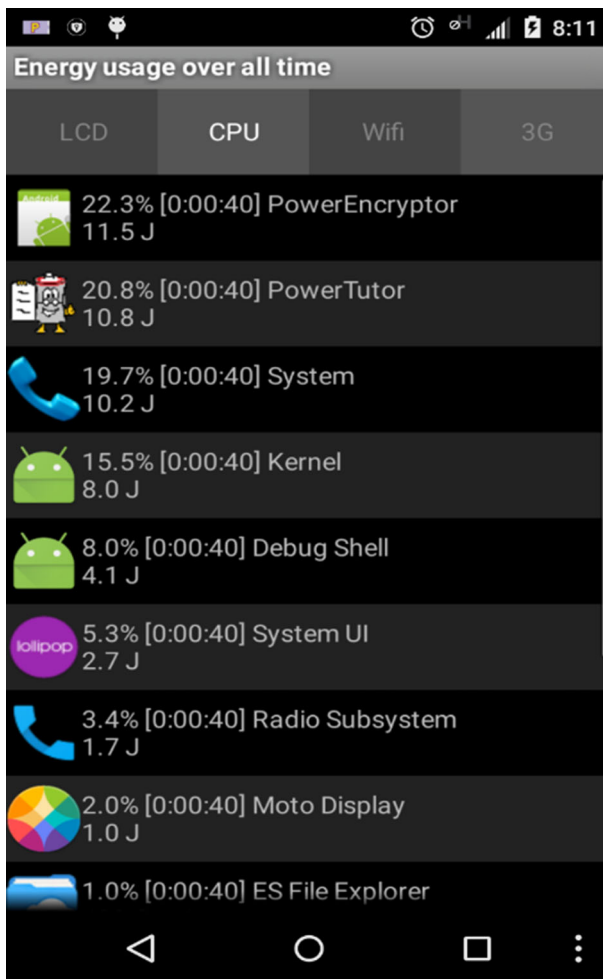 8:11
Energy usage over all time
LCD CPU Wifi 3G
Android
22.3% [0:00:40] PowerEncryptor
11.5 J
20.8% [0:00:40] PowerTutor
10.8 J
19.7% [0:00:40] System
10.2 J
15.5% [0:00:40] Kernel
8.0 J
8.0% [0:00:40] Debug Shell
4.1 J
lollipop
5.3% [0:00:40] System UI
2.7 J
3.4% [0:00:40] Radio Subsystem
1.7 J
2.0% [0:00:40] Moto Display
1.0 J
1.0% [0:00:40] ES File Explorer